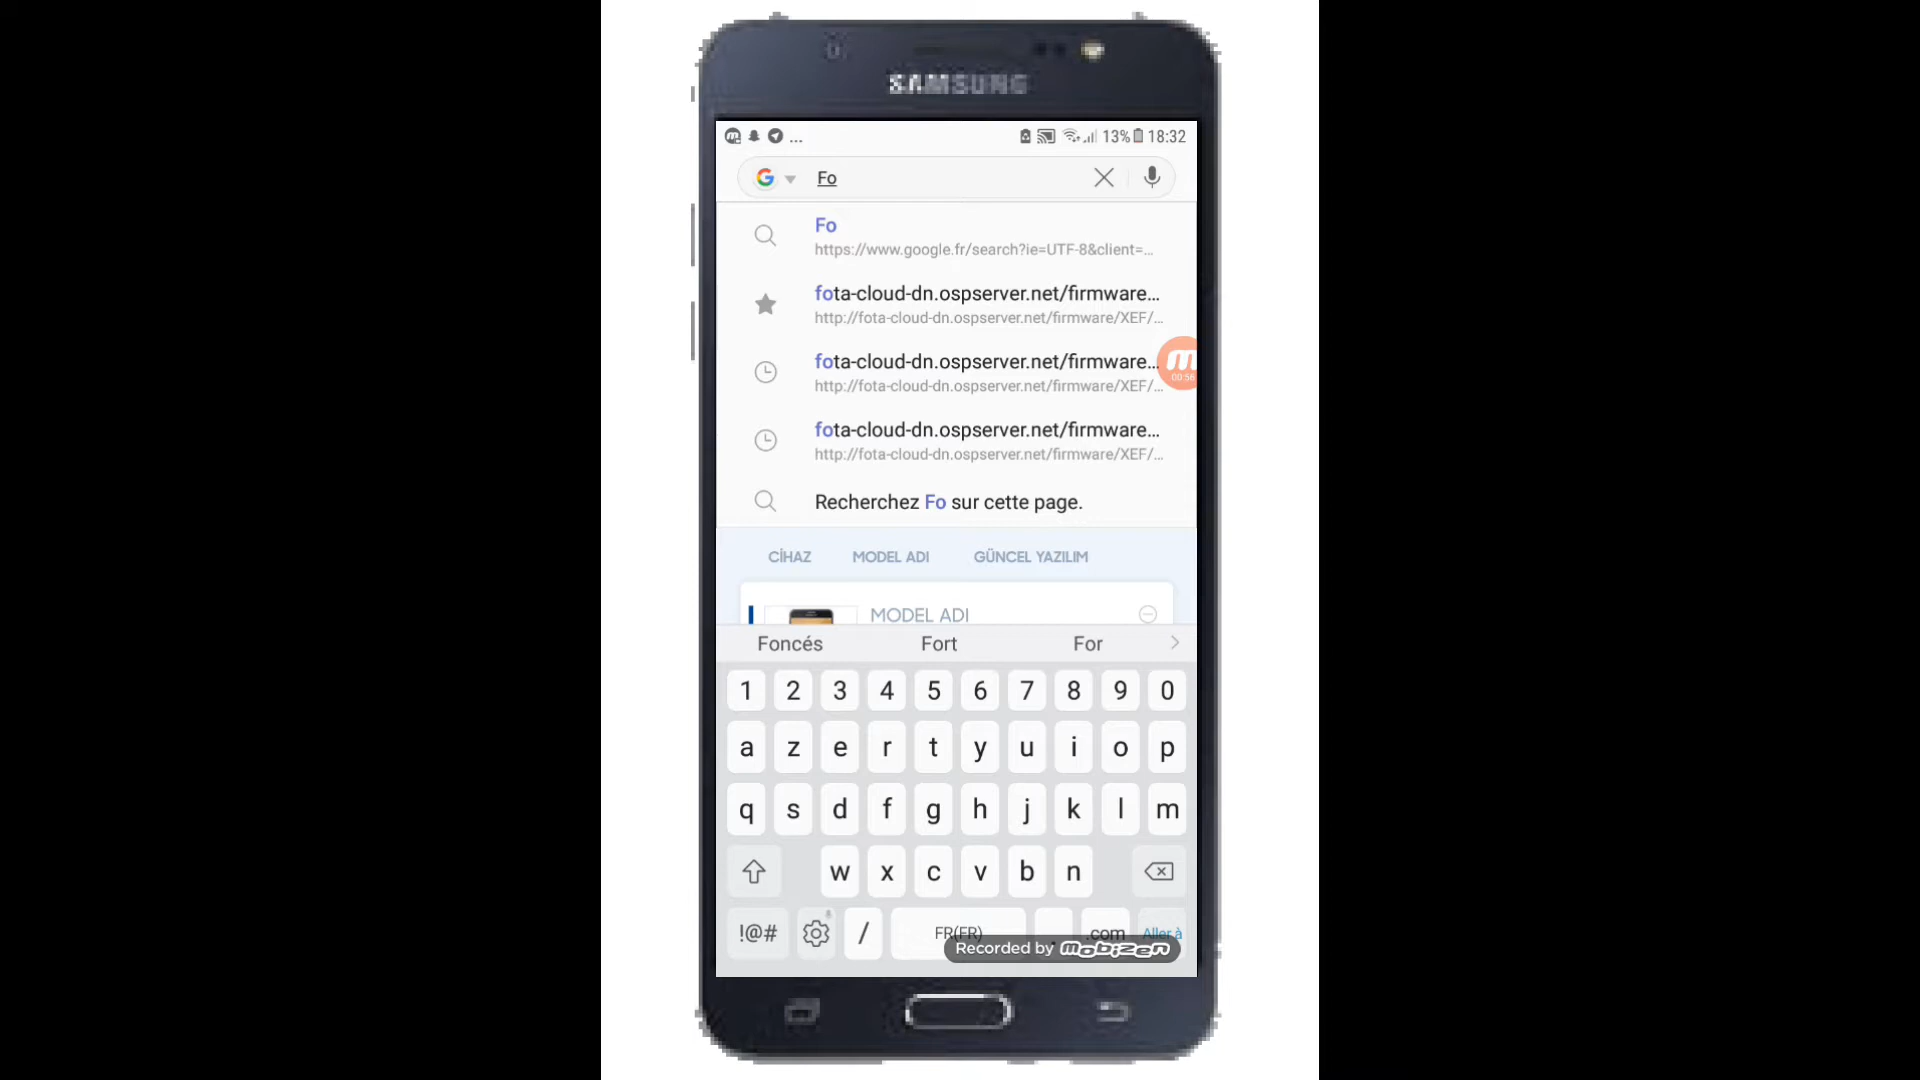 SAMSUNG
... 13% 18:32
Fo
Fo
https://www.google.fr/search?ie=UTF-8&client=...
fota-cloud-dn.ospserver.net/firmware...
http://fota-cloud-dn.ospserver.net/firmware/XEF/...
fota-cloud-dn.ospserver.net/firmware...
http://fota-cloud-dn.ospserver.net/firmware/XEF/...
00:56
fota-cloud-dn.ospserver.net/firmware...
http://fota-cloud-dn.ospserver.net/firmware/XEF/...
Recherchez Fo sur cette page.
CİHAZ MODEL ADI GÜNCEL YAZILIM
MODEL ADI
Foncés Fort For
1 2 3 4 5 6 7 8 9 0
a z e r t y u i o p
q s d f g h j k l m
w x c v b n
!@# / FR(FR) . .com Aller à
Recorded by mobizen